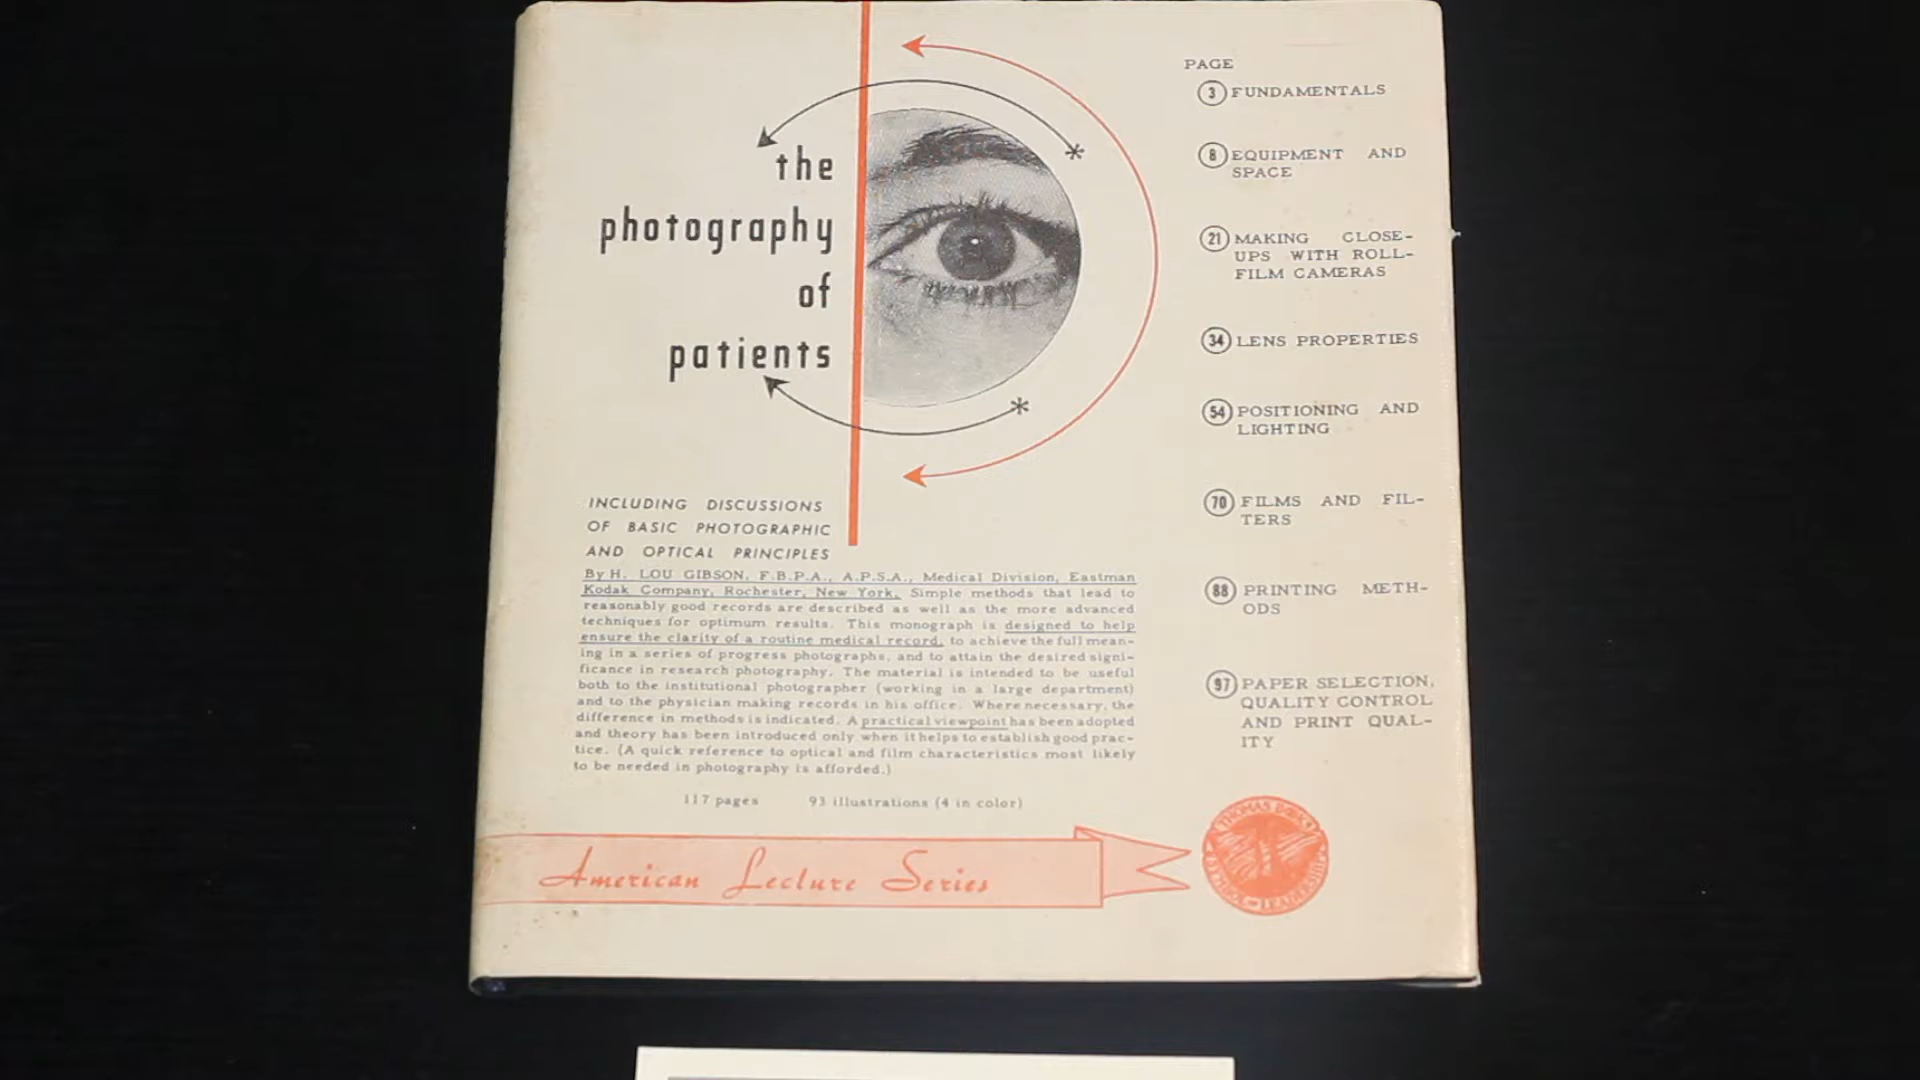 the
photography
of
patients
INCLUDING DISCUSSIONS
OF BASIC PHOTOGRAPHIC
AND OPTICAL PRINCIPLES
By H. LOU GIBSON, F.B.P.A., A.P.S.A., Medical Division, Eastman
Kodak Company, Rochester, New York. Simple methods that lead to
reasonably good records are described as well as the more advanced
techniques for optimum results. This monograph is designed to help
ensure the clarity of a routine medical record, to achieve the full mean-
ing in a series of progress photographs, and to attain the desired signi-
ficance in research photography. The material is intended to be useful
both to the institutional photographer (working in a large department)
and to the physician making records in his office. Where necessary, the
difference in methods is indicated. A practical viewpoint has been adopted
and theory has been introduced only when it helps to establish good prac-
tice. (A quick reference to optical and film characteristics most likely
to be needed in photography is afforded.)
117 pages 93 illustrations (4 in color)
American Lecture Series
PAGE
3 FUNDAMENTALS
8 EQUIPMENT AND
SPACE
21 MAKING CLOSE-
UPS WITH ROLL-
FILM CAMERAS
34 LENS PROPERTIES
54 POSITIONING AND
LIGHTING
70 FILMS AND FIL-
TERS
88 PRINTING METH-
ODS
97 PAPER SELECTION,
QUALITY CONTROL
AND PRINT QUAL-
ITY
THOMAS BOOK
SYMBOL OF LEADERSHIP